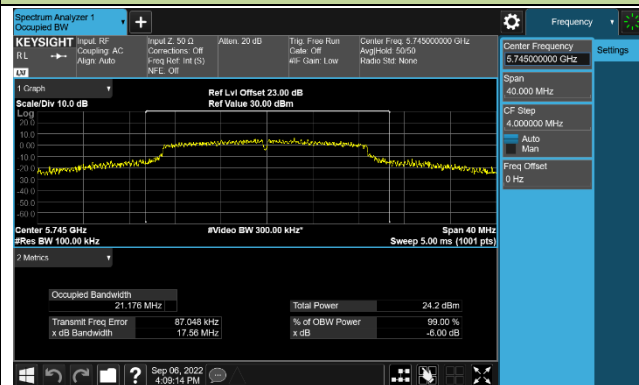 Spectrum Analyzer 1
Occupied BW
Frequency
KEYSIGHT
Input: RF
Input Z: 50 Ω
Atten: 20 dB
Trig: Free Run
Center Freq: 5.745000000 GHz
RL
Coupling: AC
Corrections: Off
Gate: Off
Avg|Hold: 50/50
Align: Auto
Freq Ref: Int (S)
#IF Gain: Low
Radio Std: None
NFE: Off
LXI
Center Frequency
5.745000000 GHz
Settings
Span
40.000 MHz
CF Step
4.000000 MHz
Auto
Man
Freq Offset
0 Hz
1 Graph
Ref Lvl Offset 23.00 dB
Scale/Div 10.0 dB
Ref Value 30.00 dBm
Log
20.0
10.0
0.00
-10.0
-20.0
-30.0
-40.0
-50.0
-60.0
Center 5.745 GHz
#Video BW 300.00 kHz*
Span 40 MHz
#Res BW 100.00 kHz
Sweep 5.00 ms (1001 pts)
2 Metrics
Occupied Bandwidth
21.176 MHz
Total Power
24.2 dBm
Transmit Freq Error
87.048 kHz
% of OBW Power
99.00 %
x dB Bandwidth
17.56 MHz
x dB
-6.00 dB
?
Sep 06, 2022
4:09:14 PM